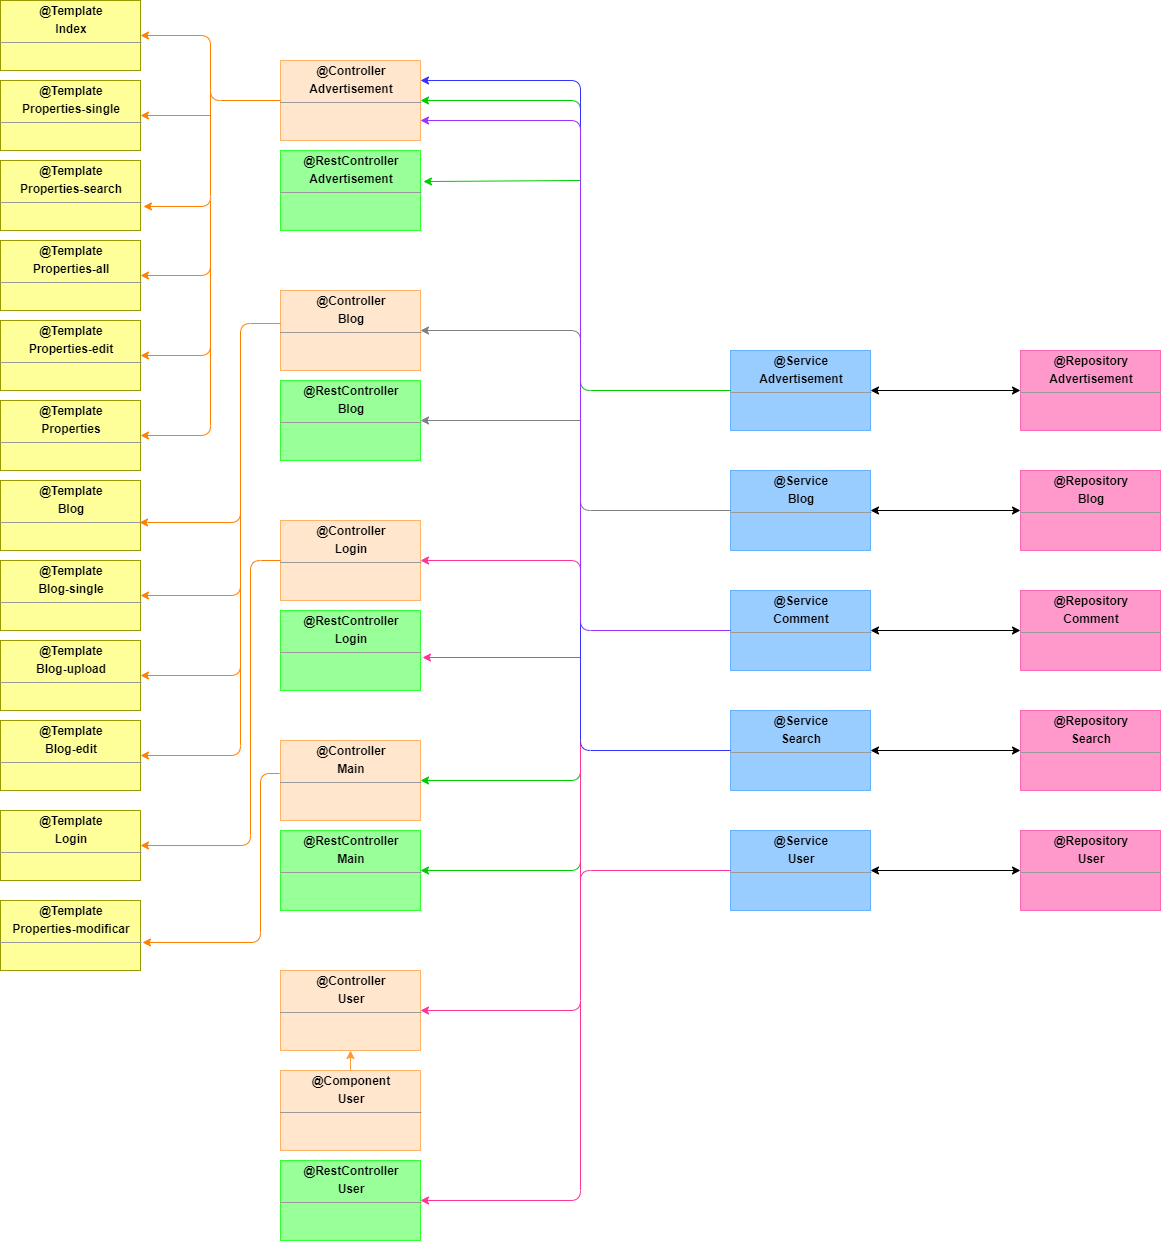 @Template
Index
@Template
Properties-single
@Template
Properties-search
@Template
Properties-all
@Template
Properties-edit
@Template
Properties
@Template
Blog
@Template
Blog-single
@Template
Blog-upload
@Template
Blog-edit
@Template
Login
@Template
Properties-modificar
@Controller
Advertisement
@RestController
Advertisement
@Controller
Blog
@RestController
Blog
@Controller
Login
@RestController
Login
@Controller
Main
@RestController
Main
@Controller
User
@Component
User
@RestController
User
@Service
Advertisement
@Service
Blog
@Service
Comment
@Service
Search
@Service
User
@Repository
Advertisement
@Repository
Blog
@Repository
Comment
@Repository
Search
@Repository
User